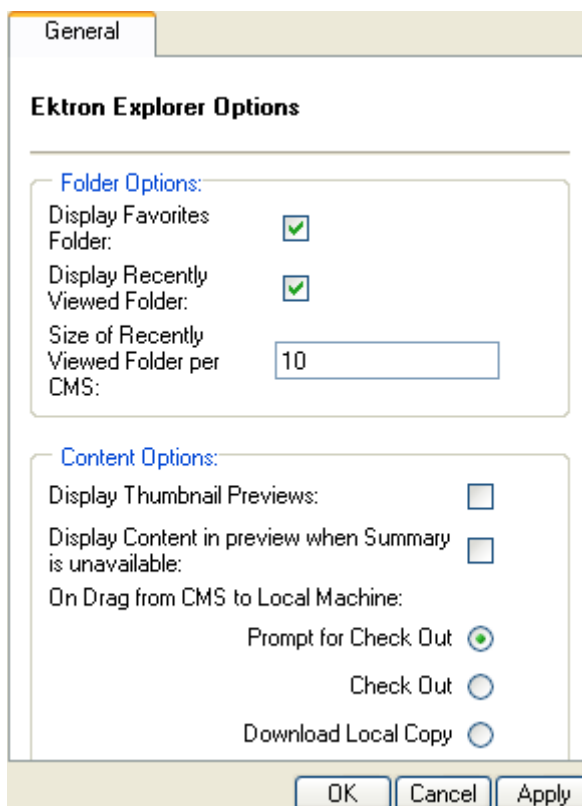 General
Ektron Explorer Options
Folder Options:
Display Favorites
Folder:
Display Recently
Viewed Folder:
Size of Recently
Viewed Folder per
CMS:
10
Content Options:
Display Thumbnail Previews:
Display Content in preview when Summary
is unavailable:
On Drag from CMS to Local Machine:
Prompt for Check Out
Check Out
Download Local Copy
OK Cancel Apply